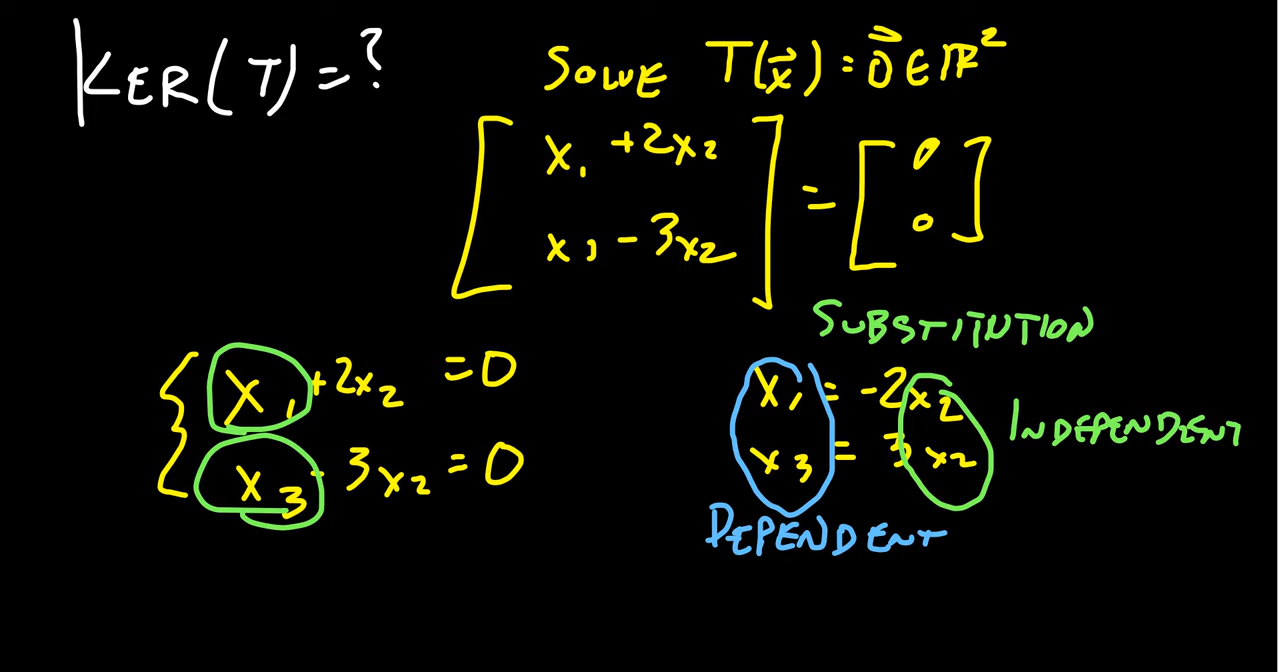 KER(T)=?
SOLVE T(x⃗)=0⃗∈ℝ²
[x₁+2x₂] = [0]
[x₃-3x₂] [0]
SUBSTITUTION
{x₁+2x₂=0
x₃-3x₂=0
x₁=-2x₂
x₃=3x₂
INDEPENDENT
DEPENDENT